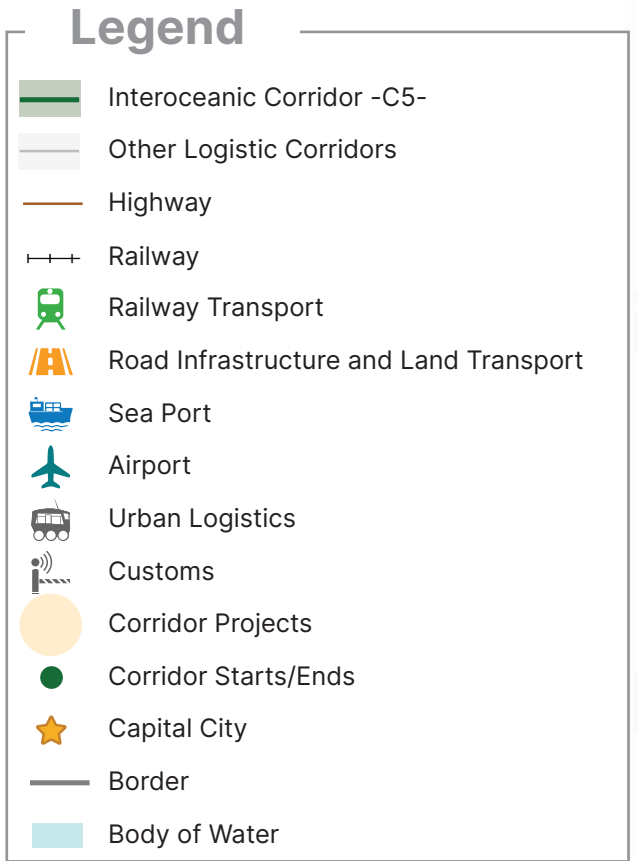 Legend
Interoceanic Corridor -C5-
Other Logistic Corridors
Highway
Railway
Railway Transport
Road Infrastructure and Land Transport
Sea Port
Airport
Urban Logistics
Customs
Corridor Projects
Corridor Starts/Ends
Capital City
Border
Body of Water